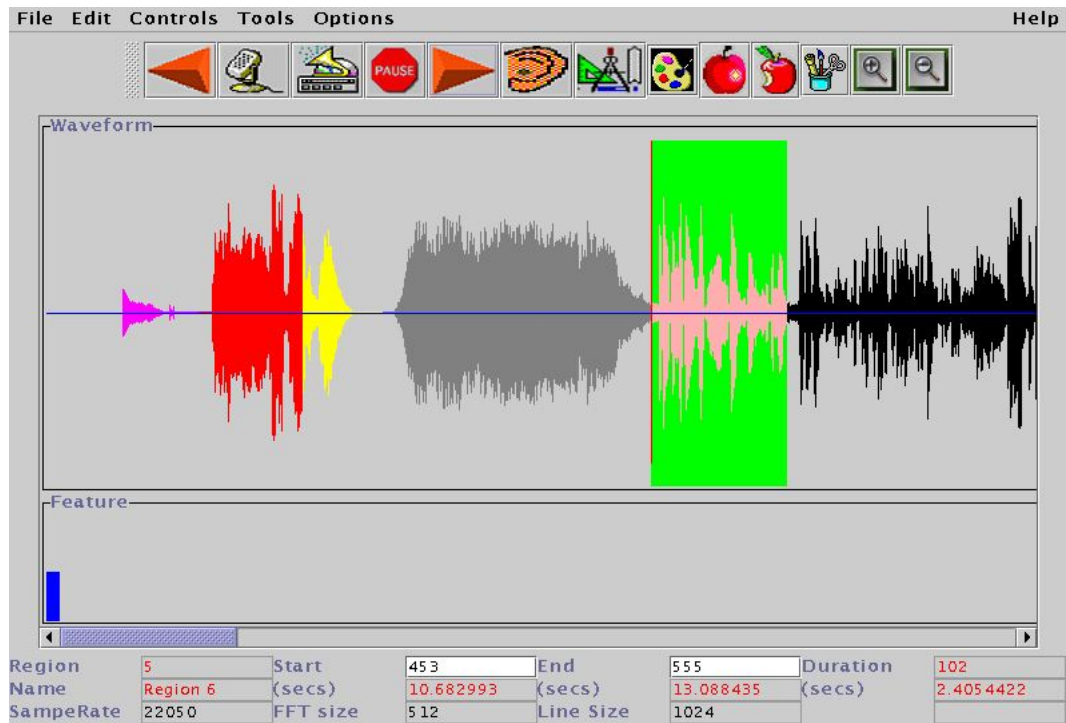 File Edit Controls Tools Options Help
PAUSE
Waveform
Feature
Region 5 Start 453 End 555 Duration 102
Name Region 6 (secs) 10.682993 (secs) 13.088435 (secs) 2.4054422
SampeRate 22050 FFT size 512 Line Size 1024